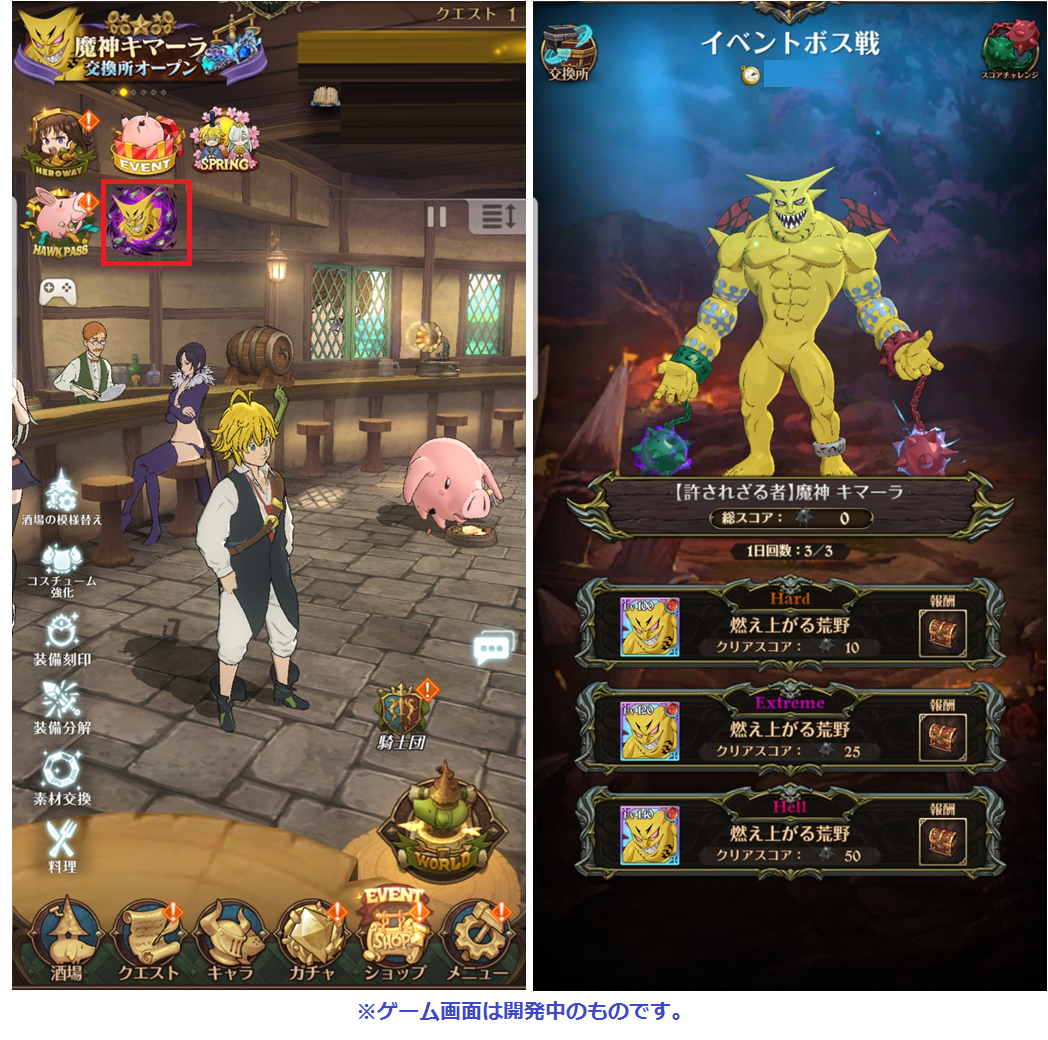 クエスト 1
魔神キマーラ
交換所オープン
HEROWAY
EVENT
SPRING
HAWK PASS
酒場の模様替え
コスチューム
強化
装備刻印
装備分解
素材交換
料理
騎士団
WORLD
酒場
クエスト
キャラ
ガチャ
EVENT
SHOP
ショップ
メニュー
イベントボス戦
交換所
スコアチャレンジ
【許されざる者】魔神 キマーラ
総スコア： 0
1日回数：3/3
Hard
Lv.100
燃え上がる荒野
クリアスコア： 10
報酬
Extreme
Lv.120
燃え上がる荒野
クリアスコア： 25
報酬
Hell
Lv.140
燃え上がる荒野
クリアスコア： 50
報酬
※ゲーム画面は開発中のものです。